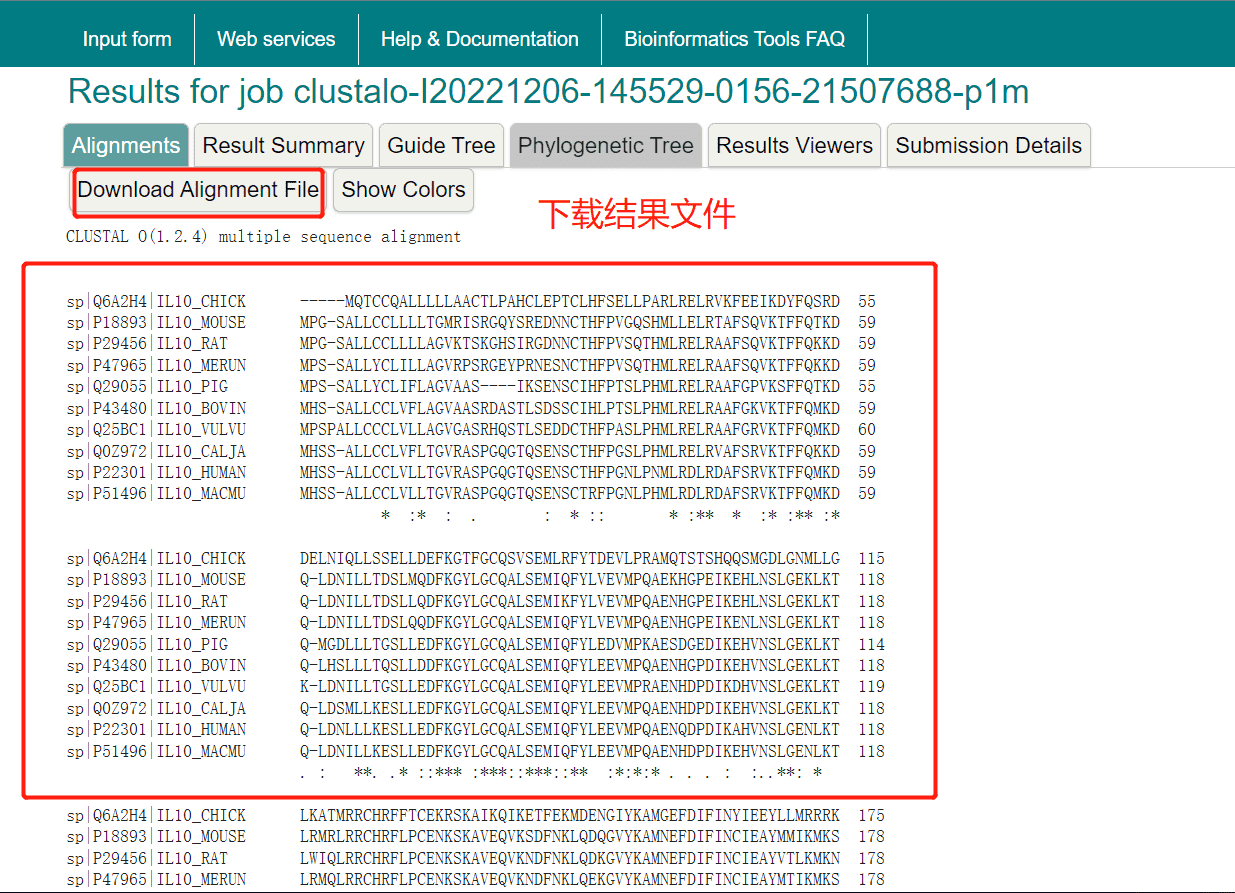 Input form Web services Help & Documentation Bioinformatics Tools FAQ
Results for job clustalo-I20221206-145529-0156-21507688-p1m
Alignments Result Summary Guide Tree Phylogenetic Tree Results Viewers Submission Details
Download Alignment File Show Colors
下载结果文件
CLUSTAL O(1.2.4) multiple sequence alignment
sp|Q6A2H4|IL10_CHICK -----MQTCCQALLLLLAACTLPAHCLEPTCLHFSELLPARLRELRVKFEEIKDYFQSRD 55
sp|P18893|IL10_MOUSE MPG-SALLCCLLLLTGMRISRGQYSREDNNCTHFPVGQSHMLLELRTAFSQVKTFFQTKD 59
sp|P29456|IL10_RAT MPG-SALLCCLLLLAGVKTSKGHSIRGDNNCTHFPVSQTHMLRELRAAFSQVKTFFQKKD 59
sp|P47965|IL10_MERUN MPS-SALLYCLILLAGVRPSRGEYPRNESNCTHFPVSQTHMLRELRAAFSQVKTFFQKKD 59
sp|Q29055|IL10_PIG MPS-SALLYCLIFLAGVAAS----IKSENSCIHFPTSLPHMLRELRAAFGPVKSFFQTKD 55
sp|P43480|IL10_BOVIN MHS-SALLCCLVFLAGVAASRDASTLSDSSCIHLPTSLPHMLRELRAAFGKVKTFFQMKD 59
sp|Q25BC1|IL10_VULVU MPSPALLCCCLVLLAGVGASRHQSTLSEDDCTHFPASLPHMLRELRAAFGRVKTFFQMKD 60
sp|Q0Z972|IL10_CALJA MHSS-ALLCCLVFLTGVRASPGQGTQSENSCTHFPGSLPHMLRELRVAFSRVKTFFQKKD 59
sp|P22301|IL10_HUMAN MHSS-ALLCCLVLLTGVRASPGQGTQSENSCTHFPGNLPNMLRDLRDAFSRVKTFFQMKD 59
sp|P51496|IL10_MACMU MHSS-ALLCCLVLLTGVRASPGQGTQSENSCTRFPGNLPHMLRDLRDAFSRVKTFFQMKD 59
* :* : . : * :: * :** * :* :** :*
sp|Q6A2H4|IL10_CHICK DELNIQLLSSELLDEFKGTFGCQSVSEMLRFYTDEVLPRAMQTSTSHQQSMGDLGNMLLG 115
sp|P18893|IL10_MOUSE Q-LDNILLTDSLMQDFKGYLGCQALSEMIQFYLVEVMPQAEKHGPEIKEHLNSLGEKLKT 118
sp|P29456|IL10_RAT Q-LDNILLTDSLLQDFKGYLGCQALSEMIKFYLVEVMPQAENHGPEIKEHLNSLGEKLKT 118
sp|P47965|IL10_MERUN Q-LDNILLTDSLQQDFKGYLGCQALSEMIQFYLVEVMPQAENHGPEIKENLNSLGEKLKT 118
sp|Q29055|IL10_PIG Q-MGDLLLTGSLLEDFKGYLGCQALSEMIQFYLEDVMPKAESDGEDIKEHVNSLGEKLKT 114
sp|P43480|IL10_BOVIN Q-LHSLLLTQSLLDDFKGYLGCQALSEMIQFYLEEVMPQAENHGPDIKEHVNSLGEKLKT 118
sp|Q25BC1|IL10_VULVU K-LDNILLTGSLLEDFKGYLGCQALSEMIQFYLEEVMPRAENHDPDIKDHVNSLGEKLKT 119
sp|Q0Z972|IL10_CALJA Q-LDSMLLKESLLEDFKGYLGCQALSEMIQFYLEEVMPQAENHDPDIKEHVNSLGEKLKT 118
sp|P22301|IL10_HUMAN Q-LDNLLLKESLLEDFKGYLGCQALSEMIQFYLEEVMPQAENQDPDIKAHVNSLGENLKT 118
sp|P51496|IL10_MACMU Q-LDNILLKESLLEDFKGYLGCQALSEMIQFYLEEVMPQAENHDPDIKEHVNSLGENLKT 118
. : **. .* ::*** :***::***::** :*:*:* . . . : :..**: *
sp|Q6A2H4|IL10_CHICK LKATMRRCHRFFTCEKRSKAIKQIKETFEKMDENGIYKAMGEFDIFINYIEEYLLMRRRK 175
sp|P18893|IL10_MOUSE LRMRLRRCHRFLPCENKSKAVEQVKSDFNKLQDQGVYKAMNEFDIFINCIEAYMMIKMKS 178
sp|P29456|IL10_RAT LWIQLRRCHRFLPCENKSKAVEQVKNDFNKLQDKGVYKAMNEFDIFINCIEAYVTLKMKN 178
sp|P47965|IL10_MERUN LRMQLRRCHRFLPCENKSKAVEQVKNDFNKLQEKGVYKAMNEFDIFINCIEAYMTIKMKS 178